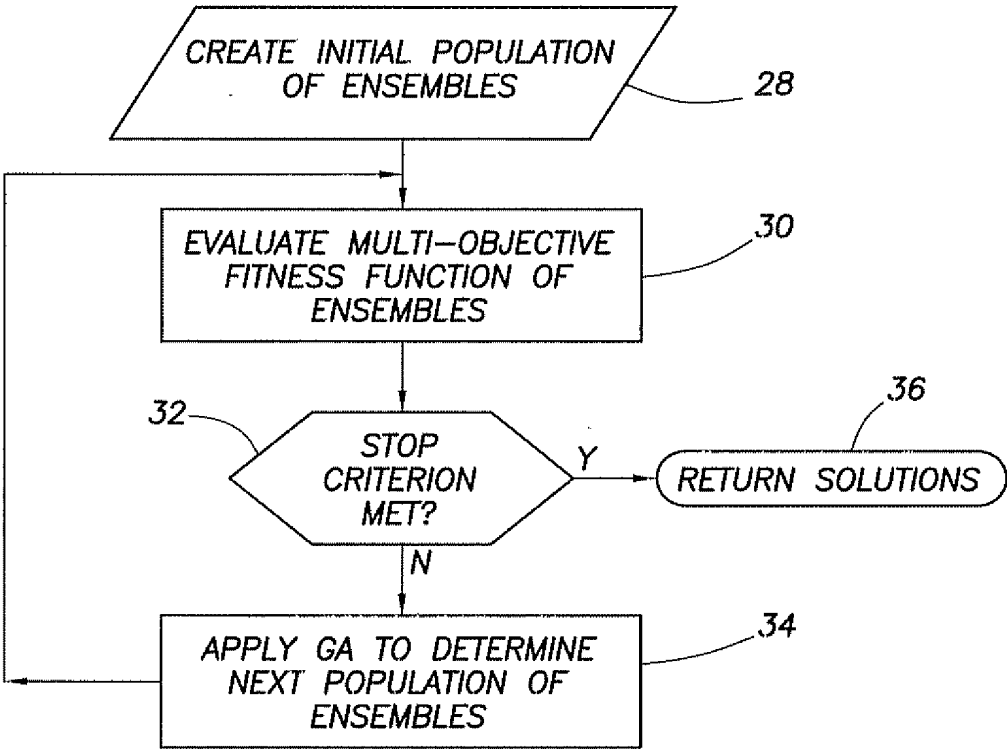 CREATE INITIAL POPULATION
OF ENSEMBLES
28
EVALUATE MULTI-OBJECTIVE
FITNESS FUNCTION OF
ENSEMBLES
30
32
STOP
CRITERION
MET?
Y
36
RETURN SOLUTIONS
N
APPLY GA TO DETERMINE
NEXT POPULATION OF
ENSEMBLES
34